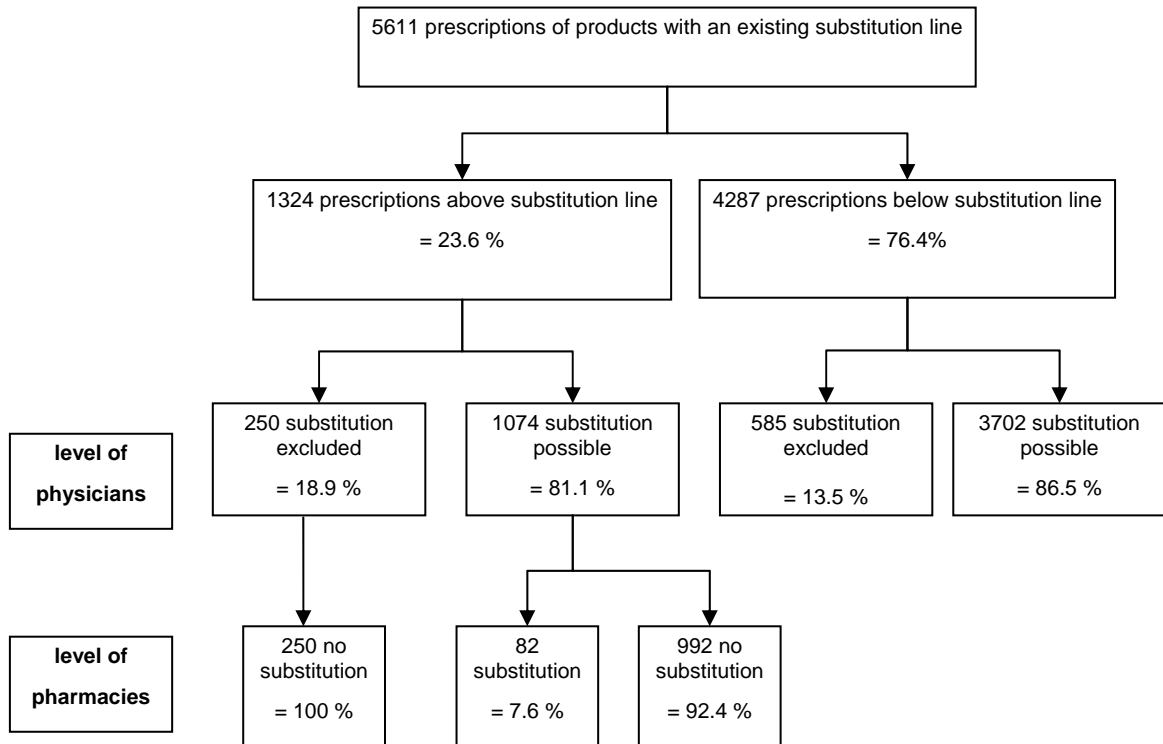 5611 prescriptions of products with an existing substitution line
1324 prescriptions above substitution line
= 23.6 %
4287 prescriptions below substitution line
= 76.4%
level of
physicians
250 substitution
excluded
= 18.9 %
1074 substitution
possible
= 81.1 %
585 substitution
excluded
= 13.5 %
3702 substitution
possible
= 86.5 %
level of
pharmacies
250 no
substitution
= 100 %
82
substitution
= 7.6 %
992 no
substitution
= 92.4 %